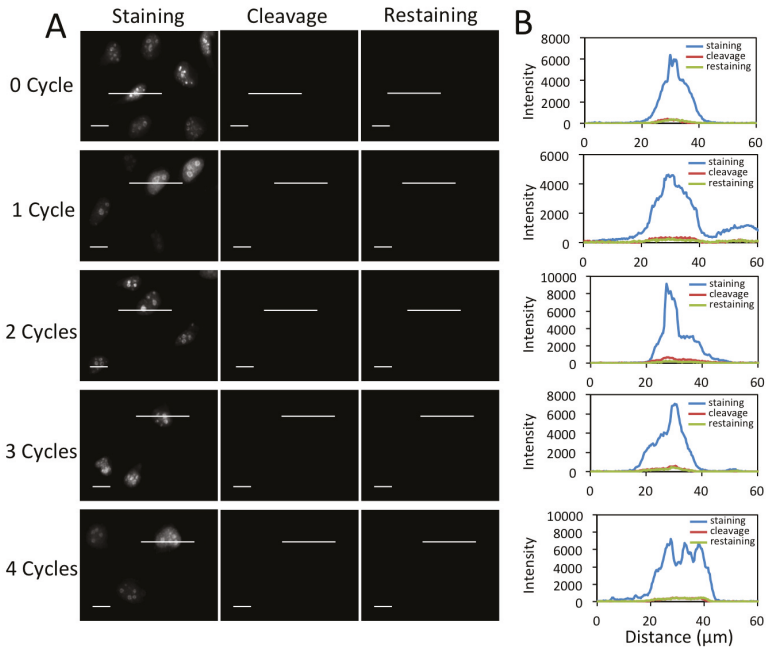 A
Staining Cleavage Restaining
0 Cycle
1 Cycle
2 Cycles
3 Cycles
4 Cycles
B
Intensity
8000
6000
4000
2000
0
0 20 40 60
staining
cleavage
restaining
Intensity
6000
4000
2000
0
0 20 40 60
staining
cleavage
restaining
Intensity
10000
8000
6000
4000
2000
0
0 20 40 60
staining
cleavage
restaining
Intensity
8000
6000
4000
2000
0
0 20 40 60
staining
cleavage
restaining
Intensity
10000
8000
6000
4000
2000
0
0 20 40 60
staining
cleavage
restaining
Distance (μm)